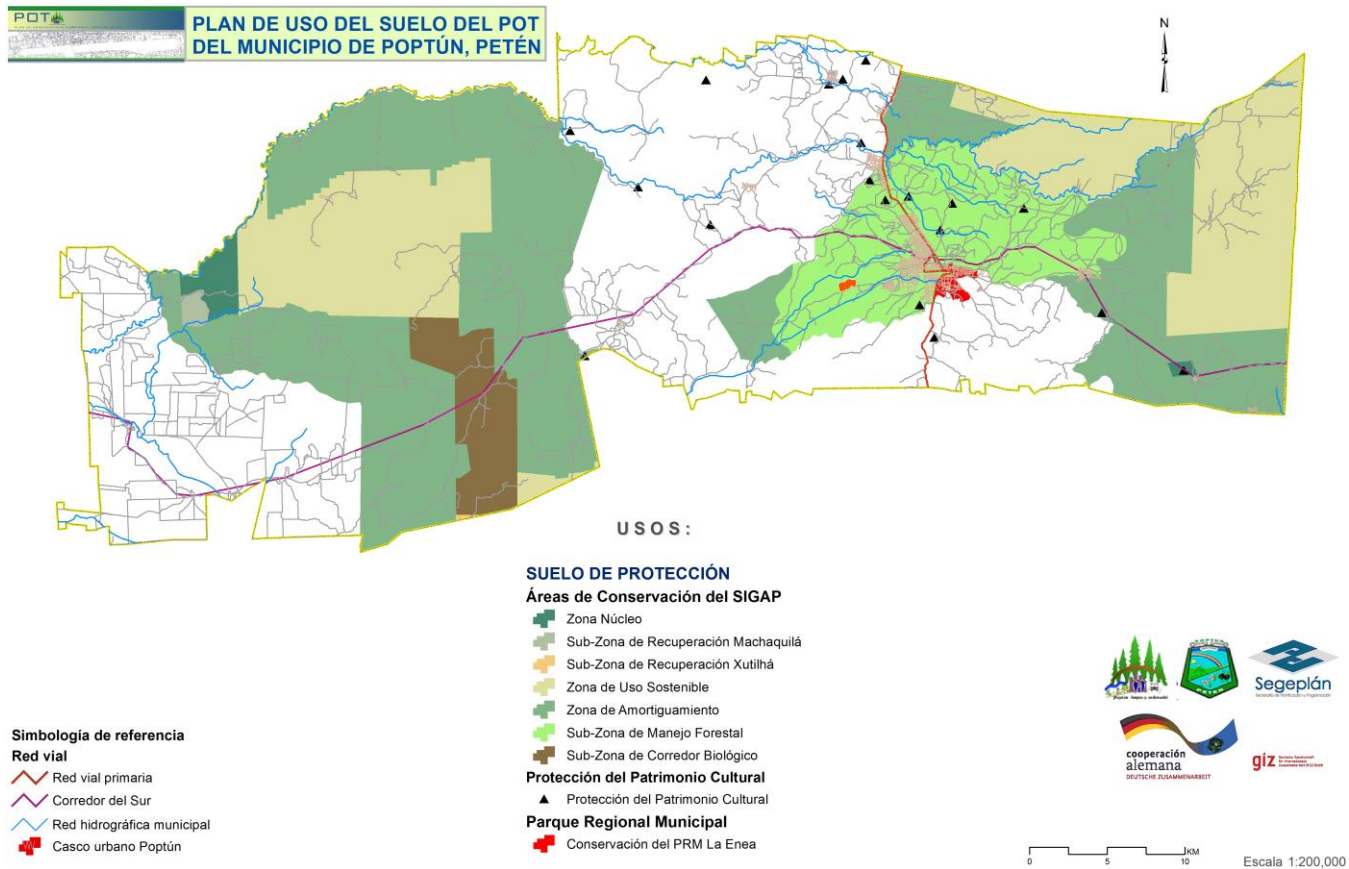 POT
PLAN DE USO DEL SUELO DEL POT
DEL MUNICIPIO DE POPTÚN, PETÉN
N
USOS:
SUELO DE PROTECCIÓN
Áreas de Conservación del SIGAP
Zona Núcleo
Sub-Zona de Recuperación Machaquilá
Sub-Zona de Recuperación Xutilhá
Zona de Uso Sostenible
Zona de Amortiguamiento
Sub-Zona de Manejo Forestal
Sub-Zona de Corredor Biológico
Protección del Patrimonio Cultural
Protección del Patrimonio Cultural
Parque Regional Municipal
Conservación del PRM La Enea
Simbología de referencia
Red vial
Red vial primaria
Corredor del Sur
Red hidrográfica municipal
Casco urbano Poptún
Segeplán
cooperación
alemana
DEUTSCHE ZUSAMMENARBEIT
giz
KM
0 5 10
Escala 1:200,000